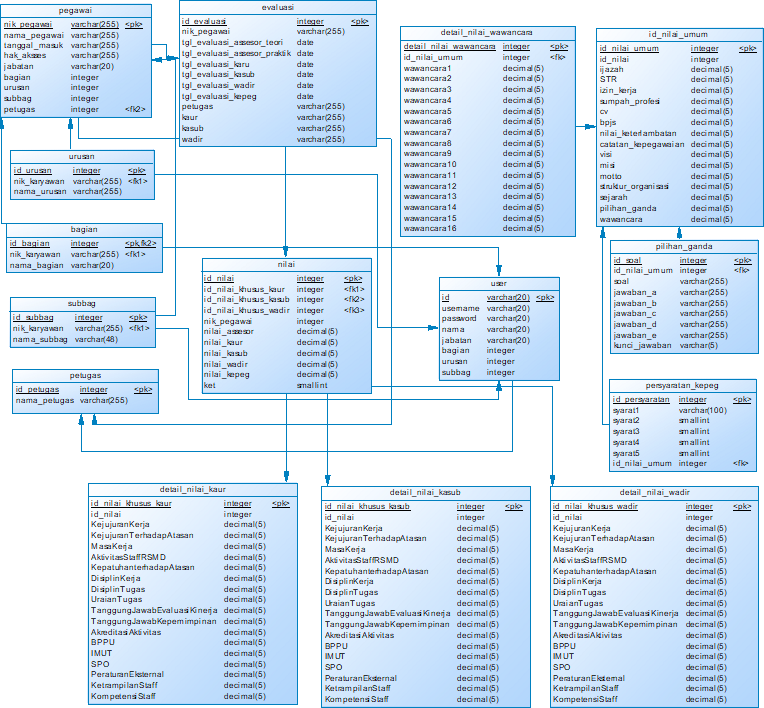 pegawai
nik_pegawai varchar(255) <pk>
nama_pegawai varchar(255)
tanggal_masuk varchar(255)
hak_akses varchar(255)
jabatan varchar(20)
bagian integer
urusan integer
subbag integer
petugas integer <fk2>
evaluasi
id_evaluasi integer <pk>
nik_pegawai varchar(255)
tgl_evaluasi_assesor_teori date
tgl_evaluasi_assesor_praktik date
tgl_evaluasi_karu date
tgl_evaluasi_kasub date
tgl_evaluasi_wadir date
tgl_evaluasi_kepeg date
petugas varchar(255)
kaur varchar(255)
kasub varchar(255)
wadir varchar(255)
detail_nilai_wawancara
detail_nilai_wawancara integer <pk>
id_nilai_umum integer <fk>
wawancara1 decimal(5)
wawancara2 decimal(5)
wawancara3 decimal(5)
wawancara4 decimal(5)
wawancara5 decimal(5)
wawancara6 decimal(5)
wawancara7 decimal(5)
wawancara8 decimal(5)
wawancara9 decimal(5)
wawancara10 decimal(5)
wawancara11 decimal(5)
wawancara12 decimal(5)
wawancara13 decimal(5)
wawancara14 decimal(5)
wawancara15 decimal(5)
wawancara16 decimal(5)
id_nilai_umum
id_nilai_umum integer <pk>
id_nilai integer
ijazah decimal(5)
STR decimal(5)
izin_kerja decimal(5)
sumpah_profesi decimal(5)
cv decimal(5)
bpjs decimal(5)
nilai_keterlambatan decimal(5)
catatan_kepegawaian decimal(5)
visi decimal(5)
misi decimal(5)
motto decimal(5)
struktur_organisasi decimal(5)
sejarah decimal(5)
pilihan_ganda decimal(5)
wawancara decimal(5)
urusan
id_urusan integer <pk>
nik_karyawan varchar(255) <fk1>
nama_urusan varchar(255)
bagian
id_bagian integer <pk,fk2>
nik_karyawan varchar(255) <fk1>
nama_bagian varchar(20)
subbag
id_subbag integer <pk>
nik_karyawan varchar(255) <fk1>
nama_subbag varchar(48)
petugas
id_petugas integer <pk>
nama_petugas varchar(255)
nilai
id_nilai integer <pk>
id_nilai_khusus_kaur integer <fk1>
id_nilai_khusus_kasub integer <fk2>
id_nilai_khusus_wadir integer <fk3>
nik_pegawai integer
nilai_assesor decimal(5)
nilai_kaur decimal(5)
nilai_kasub decimal(5)
nilai_wadir decimal(5)
nilai_kepeg decimal(5)
ket smallint
user
id varchar(20) <pk>
username varchar(20)
password varchar(20)
nama varchar(20)
jabatan varchar(20)
bagian integer
urusan integer
subbag integer
pilihan_ganda
id_soal integer <pk>
id_nilai_umum integer <fk>
soal varchar(255)
jawaban_a varchar(255)
jawaban_b varchar(255)
jawaban_c varchar(255)
jawaban_d varchar(255)
jawaban_e varchar(255)
kunci_jawaban varchar(5)
persyaratan_kepeg
id_persyaratan integer <pk>
syarat1 varchar(100)
syarat2 smallint
syarat3 smallint
syarat4 smallint
syarat5 smallint
id_nilai_umum integer <fk>
detail_nilai_kaur
id_nilai_khusus_kaur integer <pk>
id_nilai integer
KejujuranKerja decimal(5)
KejujuranTerhadapAtasan decimal(5)
MasaKerja decimal(5)
AktivitasStaffRSMD decimal(5)
KepatuhanterhadapAtasan decimal(5)
DisiplinKerja decimal(5)
DisiplinTugas decimal(5)
UraianTugas decimal(5)
TanggungJawabEvaluasiKinerja decimal(5)
TanggungJawabKepemimpinan decimal(5)
AkreditasiAktivitas decimal(5)
BPPU decimal(5)
IMUT decimal(5)
SPO decimal(5)
PeraturanEksternal decimal(5)
KetrampilanStaff decimal(5)
KompetensiStaff decimal(5)
detail_nilai_kasub
id_nilai_khusus_kasub integer <pk>
id_nilai integer
KejujuranKerja decimal(5)
KejujuranTerhadapAtasan decimal(5)
MasaKerja decimal(5)
AktivitasStaffRSMD decimal(5)
KepatuhanterhadapAtasan decimal(5)
DisiplinKerja decimal(5)
DisiplinTugas decimal(5)
UraianTugas decimal(5)
TanggungJawabEvaluasiKinerja decimal(5)
TanggungJawabKepemimpinan decimal(5)
AkreditasiAktivitas decimal(5)
BPPU decimal(5)
IMUT decimal(5)
SPO decimal(5)
PeraturanEksternal decimal(5)
KetrampilanStaff decimal(5)
KompetensiStaff decimal(5)
detail_nilai_wadir
id_nilai_khusus_wadir integer <pk>
id_nilai integer
KejujuranKerja decimal(5)
KejujuranTerhadapAtasan decimal(5)
MasaKerja decimal(5)
AktivitasStaffRSMD decimal(5)
KepatuhanterhadapAtasan decimal(5)
DisiplinKerja decimal(5)
DisiplinTugas decimal(5)
UraianTugas decimal(5)
TanggungJawabEvaluasiKinerja decimal(5)
TanggungJawabKepemimpinan decimal(5)
AkreditasiAktivitas decimal(5)
BPPU decimal(5)
IMUT decimal(5)
SPO decimal(5)
PeraturanEksternal decimal(5)
KetrampilanStaff decimal(5)
KompetensiStaff decimal(5)